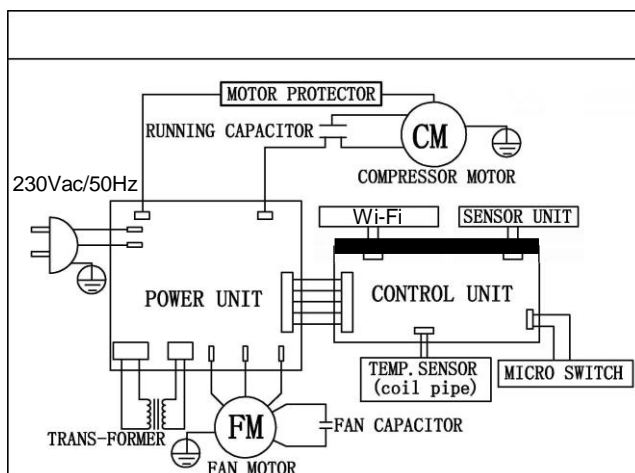 MOTOR PROTECTOR
RUNNING CAPACITOR
CM
COMPRESSOR MOTOR
230Vac/50Hz
Wi-Fi
SENSOR UNIT
POWER UNIT
CONTROL UNIT
TEMP. SENSOR
(coil pipe)
MICRO SWITCH
TRANS-FORMER
FM
FAN CAPACITOR
FAN MOTOR